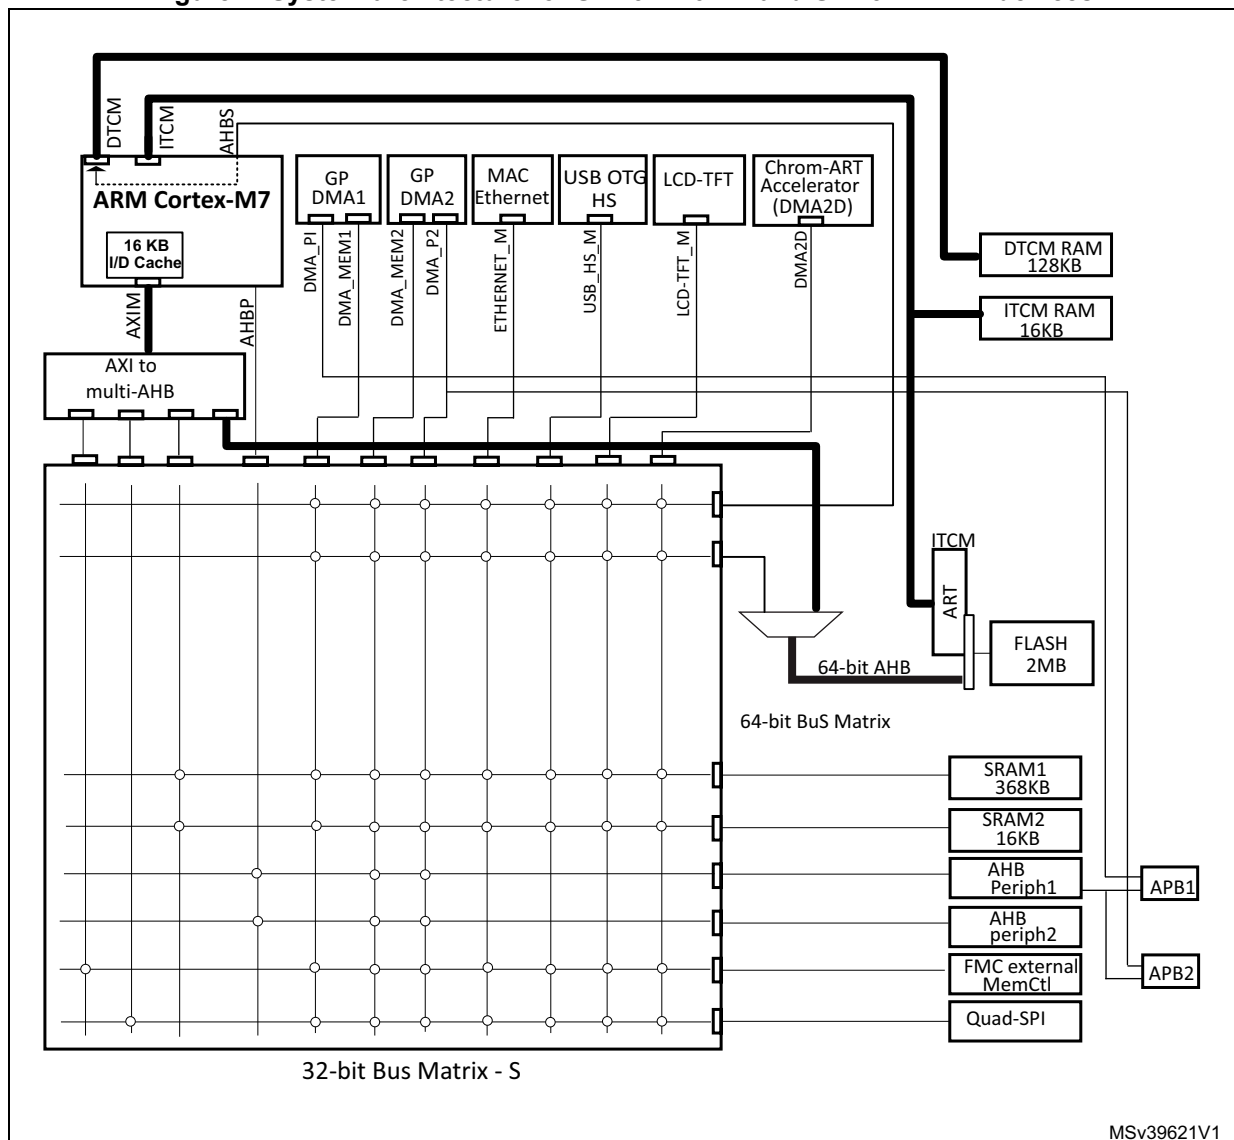 DTCM
ITCM
AHBS
ARM Cortex-M7
16 KB
I/D Cache
GP
DMA1
GP
DMA2
MAC
Ethernet
USB OTG
HS
LCD-TFT
Chrom-ART
Accelerator
(DMA2D)
DTCM RAM
128KB
ITCM RAM
16KB
AXIM
AHBP
DMA_PI
DMA_MEM1
DMA_MEM2
DMA_P2
ETHERNET_M
USB_HS_M
LCD-TFT_M
DMA2D
AXI to
multi-AHB
ITCM
ART
FLASH
2MB
64-bit AHB
64-bit BuS Matrix
SRAM1
368KB
SRAM2
16KB
AHB
Periph1
APB1
AHB
periph2
FMC external
MemCtl
APB2
Quad-SPI
32-bit Bus Matrix - S
MSv39621V1